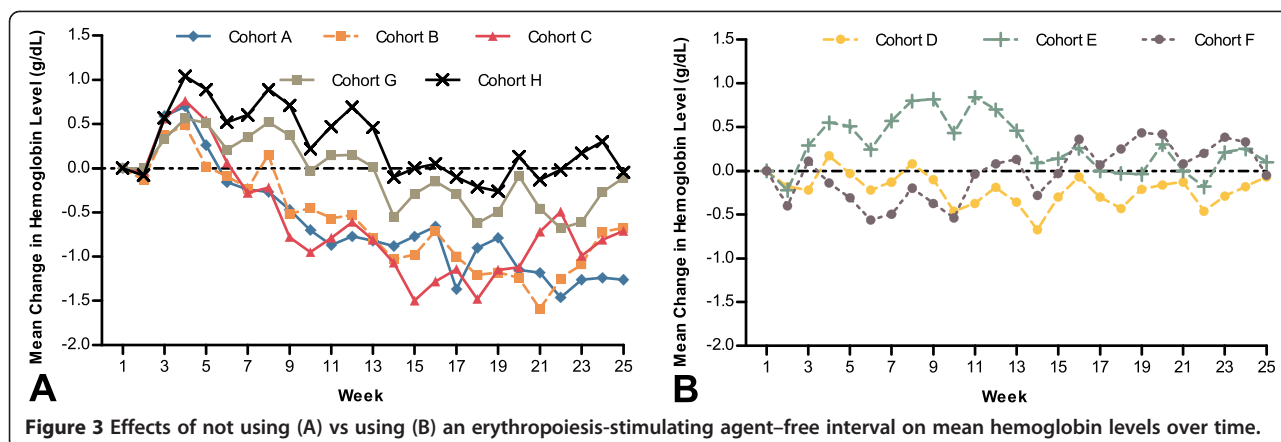 1.5
1.0
0.5
0.0
-0.5
-1.0
-1.5
-2.0
Mean Change in Hemoglobin Level (g/dL)
Cohort A Cohort B Cohort C
Cohort G Cohort H
1 3 5 7 9 11 13 15 17 19 21 23 25
Week
A
1.5
1.0
0.5
0.0
-0.5
-1.0
-1.5
-2.0
Mean Change in Hemoglobin Level (g/dL)
Cohort D Cohort E Cohort F
1 3 5 7 9 11 13 15 17 19 21 23 25
Week
B
Figure 3 Effects of not using (A) vs using (B) an erythropoiesis-stimulating agent–free interval on mean hemoglobin levels over time.